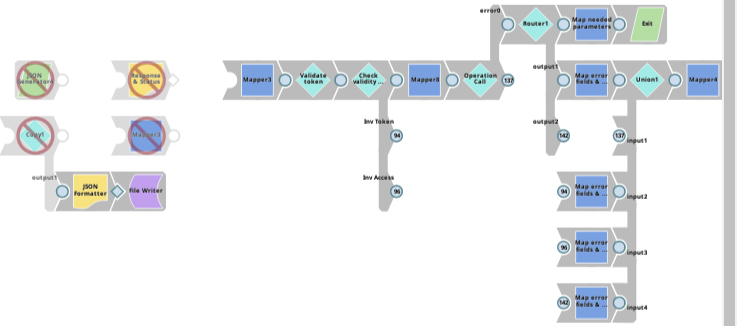 error0
Router1
Map needed
parameters
Exit
JSON
Generator
Response
& Status
Mapper3
Validate
token
Check
validity ...
Mapper8
Operation
Call
137
output1
Map error
fields & ...
Union1
Mapper4
Copy1
Inv Token
94
output2
142
137
input1
output1
JSON
Formatter
File Writer
Inv Access
96
94
Map error
fields & ...
input2
96
Map error
fields & ...
input3
142
Map error
fields & ...
input4